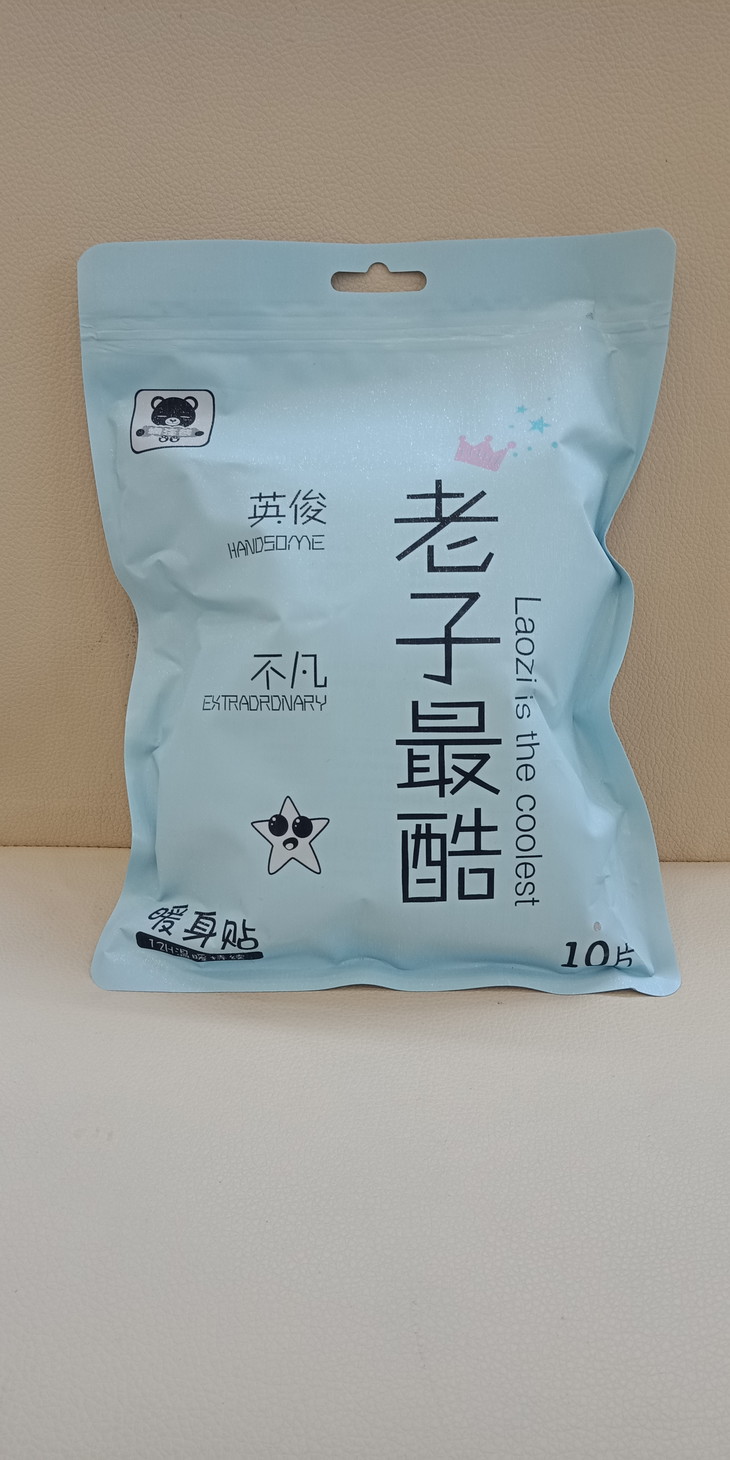 英俊
HANDSOME
不凡
EXTRAORDNARY
老子最酷
Laozi is the coolest
暖身贴
10片